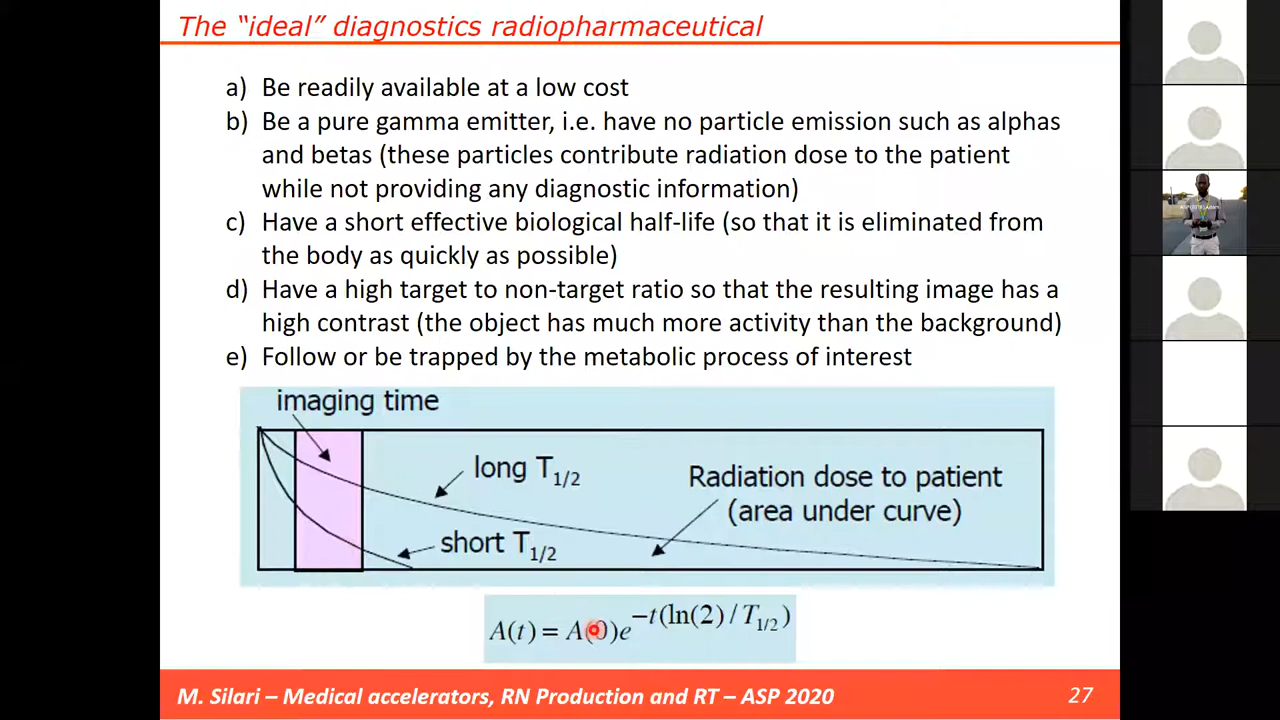 The “ideal” diagnostics radiopharmaceutical
a) Be readily available at a low cost
b) Be a pure gamma emitter, i.e. have no particle emission such as alphas
and betas (these particles contribute radiation dose to the patient
while not providing any diagnostic information)
c) Have a short effective biological half-life (so that it is eliminated from
the body as quickly as possible)
d) Have a high target to non-target ratio so that the resulting image has a
high contrast (the object has much more activity than the background)
e) Follow or be trapped by the metabolic process of interest
imaging time
long T1/2
Radiation dose to patient
(area under curve)
short T1/2
A(t) = A(0)e^−t(ln(2) / T1/2)
M. Silari – Medical accelerators, RN Production and RT – ASP 2020
27